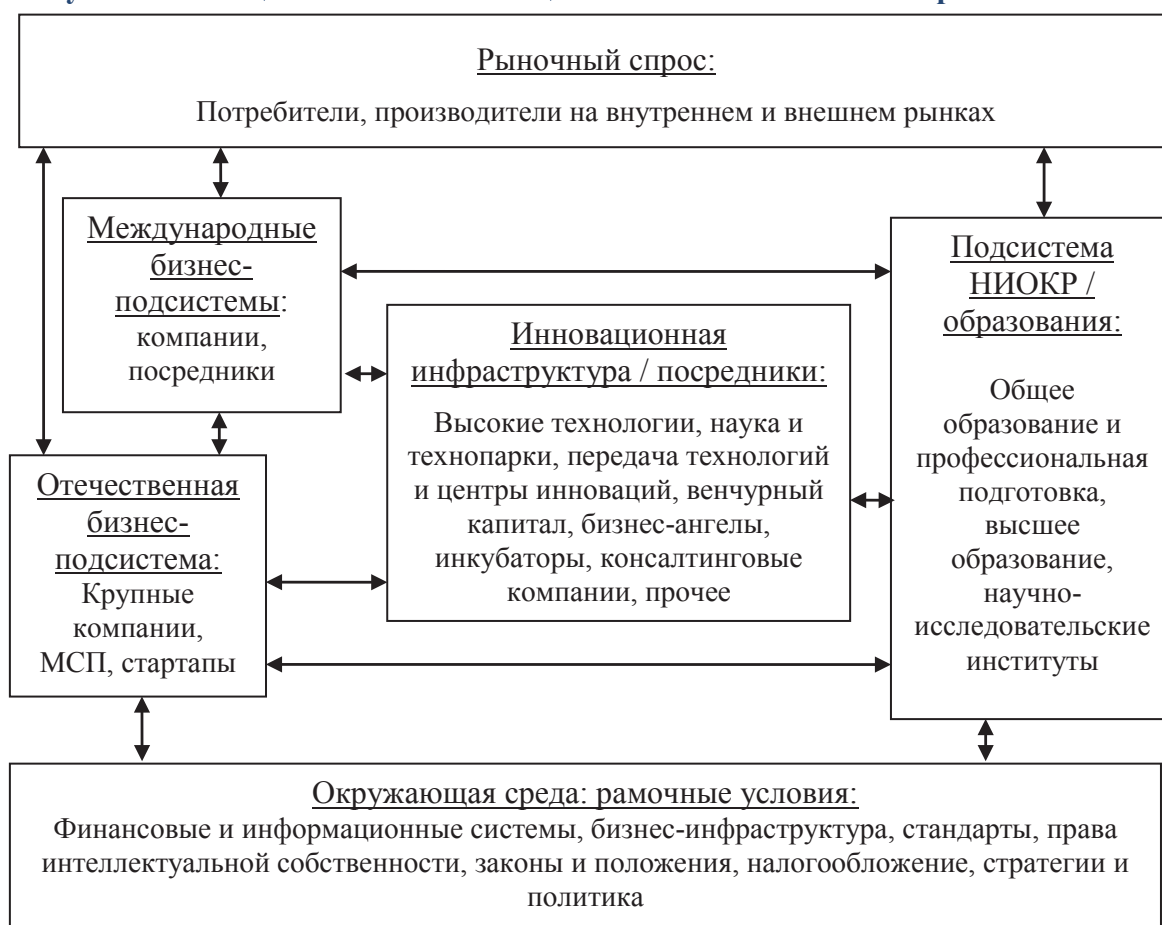 Рыночный спрос:
Потребители, производители на внутреннем и внешнем рынках
Международные
бизнес-
подсистемы:
компании,
посредники
Подсистема
НИОКР /
образования:
Общее
образование и
профессиональная
подготовка,
высшее
образование,
научно-
исследовательские
институты
Инновационная
инфраструктура / посредники:
Высокие технологии, наука и
технопарки, передача технологий
и центры инноваций, венчурный
капитал, бизнес-ангелы,
инкубаторы, консалтинговые
компании, прочее
Отечественная
бизнес-
подсистема:
Крупные
компании,
МСП, стартапы
Окружающая среда: рамочные условия:
Финансовые и информационные системы, бизнес-инфраструктура, стандарты, права
интеллектуальной собственности, законы и положения, налогообложение, стратегии и
политика